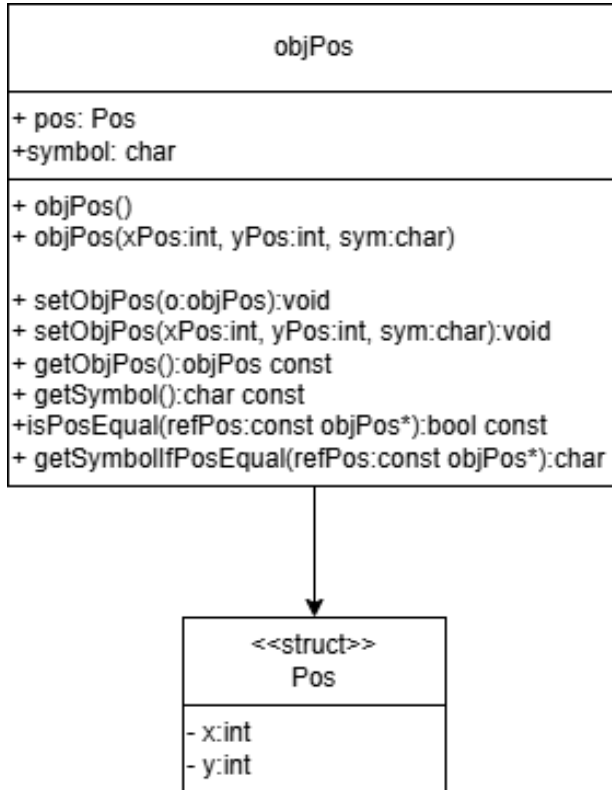 objPos
+ pos: Pos
+symbol: char
+ objPos()
+ objPos(xPos:int, yPos:int, sym:char)
+ setObjPos(o:objPos):void
+ setObjPos(xPos:int, yPos:int, sym:char):void
+ getObjPos():objPos const
+ getSymbol():char const
+isPosEqual(refPos:const objPos*):bool const
+ getSymbolIfPosEqual(refPos:const objPos*):char
<<struct>>
Pos
- x:int
- y:int